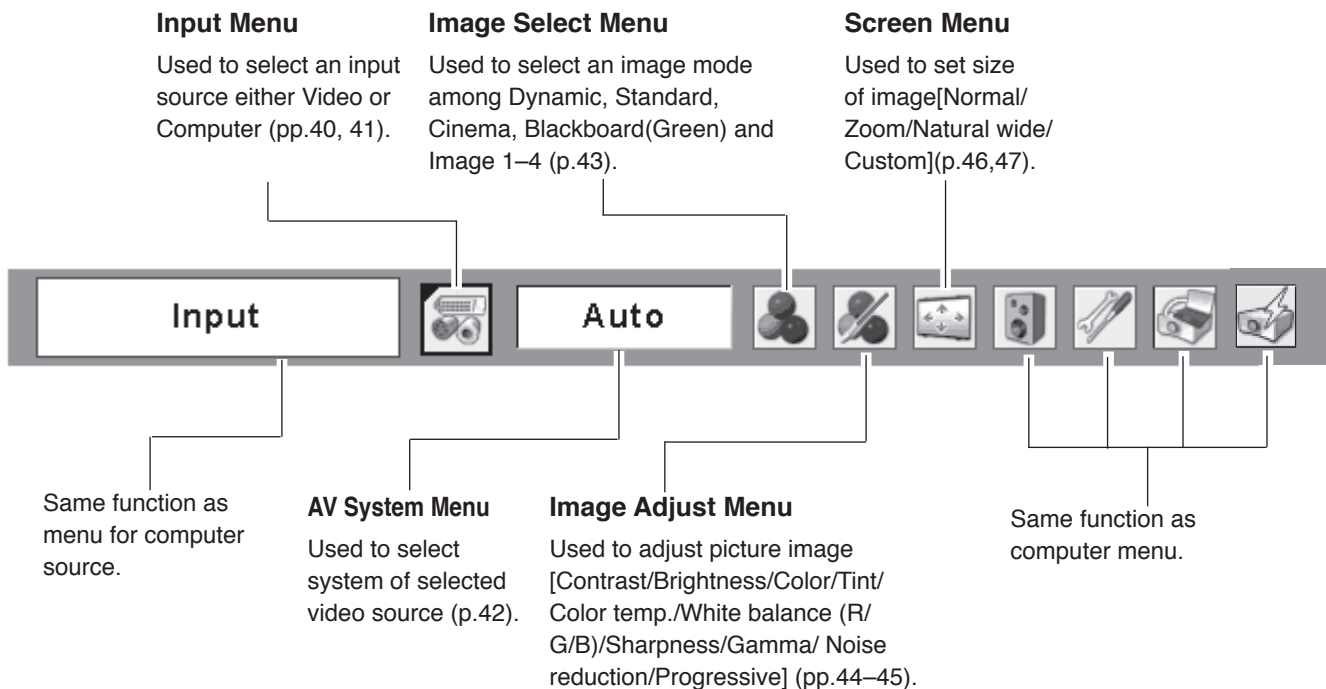 Input Menu
Used to select an input
source either Video or
Computer (pp.40, 41).
Image Select Menu
Used to select an image mode
among Dynamic, Standard,
Cinema, Blackboard(Green) and
Image 1–4 (p.43).
Screen Menu
Used to set size
of image[Normal/
Zoom/Natural wide/
Custom](p.46,47).
Input
Auto
Same function as
menu for computer
source.
AV System Menu
Used to select
system of selected
video source (p.42).
Image Adjust Menu
Used to adjust picture image
[Contrast/Brightness/Color/Tint/
Color temp./White balance (R/
G/B)/Sharpness/Gamma/ Noise
reduction/Progressive] (pp.44–45).
Same function as
computer menu.